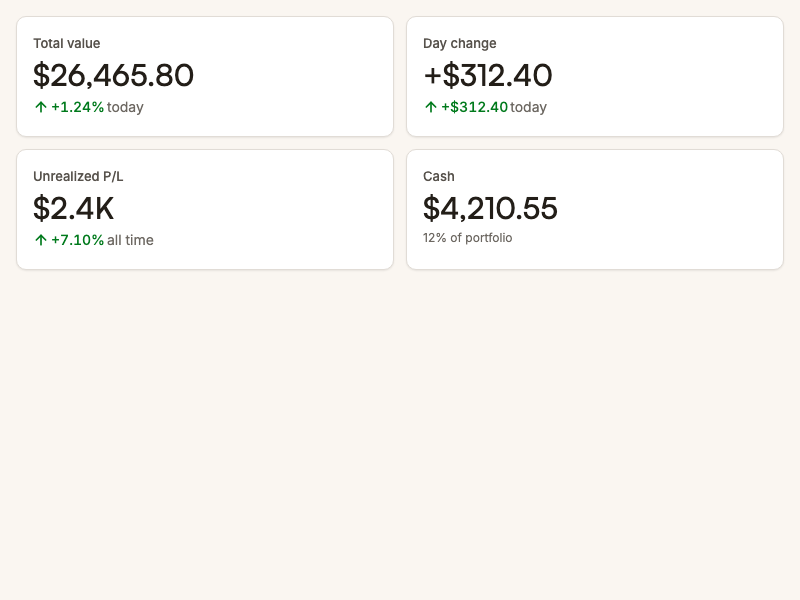 Total value
$26,465.80
↑ +1.24% today
Day change
+$312.40
↑ +$312.40 today
Unrealized P/L
$2.4K
↑ +7.10% all time
Cash
$4,210.55
12% of portfolio